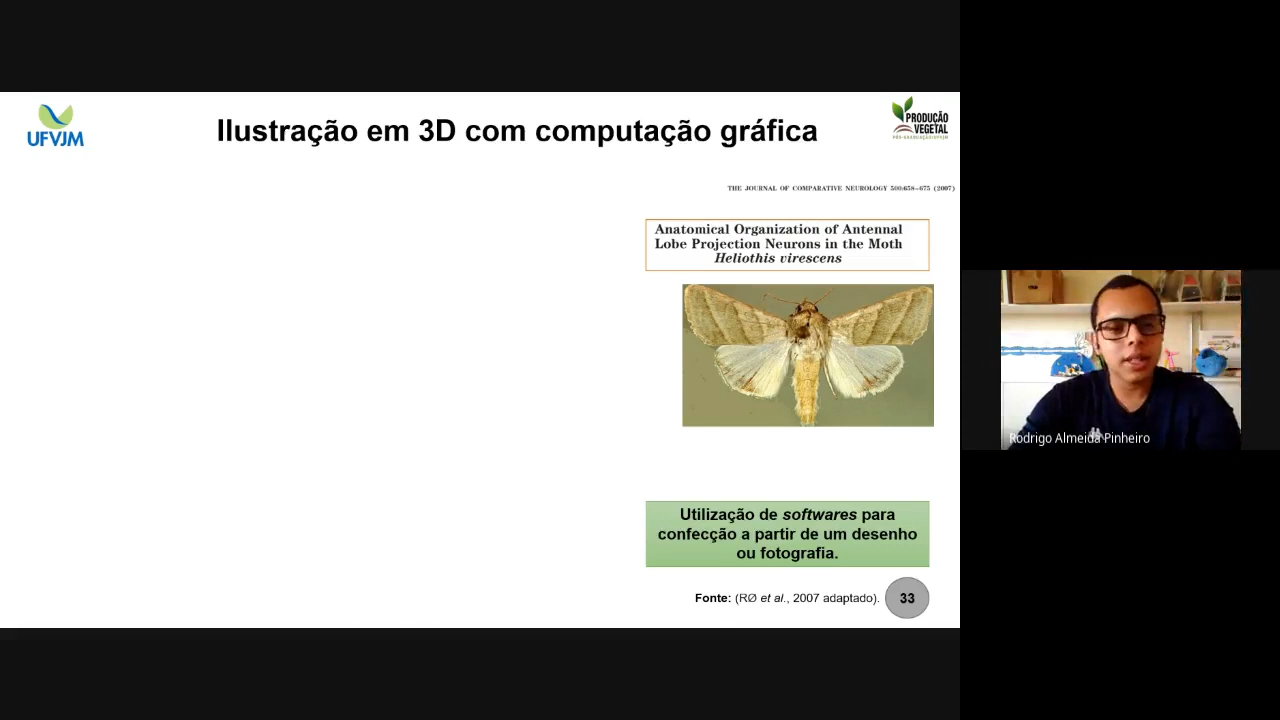 UFVJM
Ilustração em 3D com computação gráfica
PRODUÇÃO
VEGETAL
PÓS-GRADUAÇÃO/UFVJM
THE JOURNAL OF COMPARATIVE NEUROLOGY 500:658–675 (2007)
Anatomical Organization of Antennal
Lobe Projection Neurons in the Moth
Heliothis virescens
Utilização de softwares para
confecção a partir de um desenho
ou fotografia.
Fonte: (RØ et al., 2007 adaptado).
33
Rodrigo Almeida Pinheiro